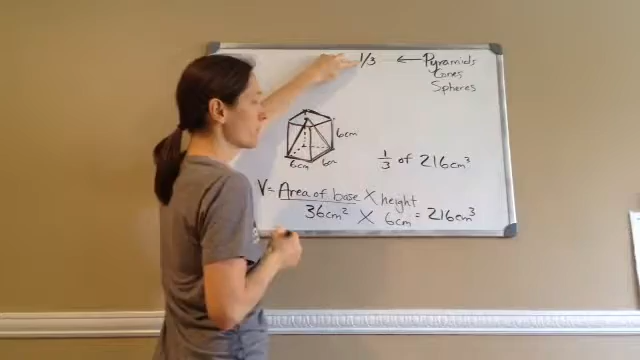 1/3 ← Pyramids
Cones
Spheres
6cm
6cm 6cm
1/3 of 216cm³
V = Area of base X height
36cm² X 6cm = 216cm³